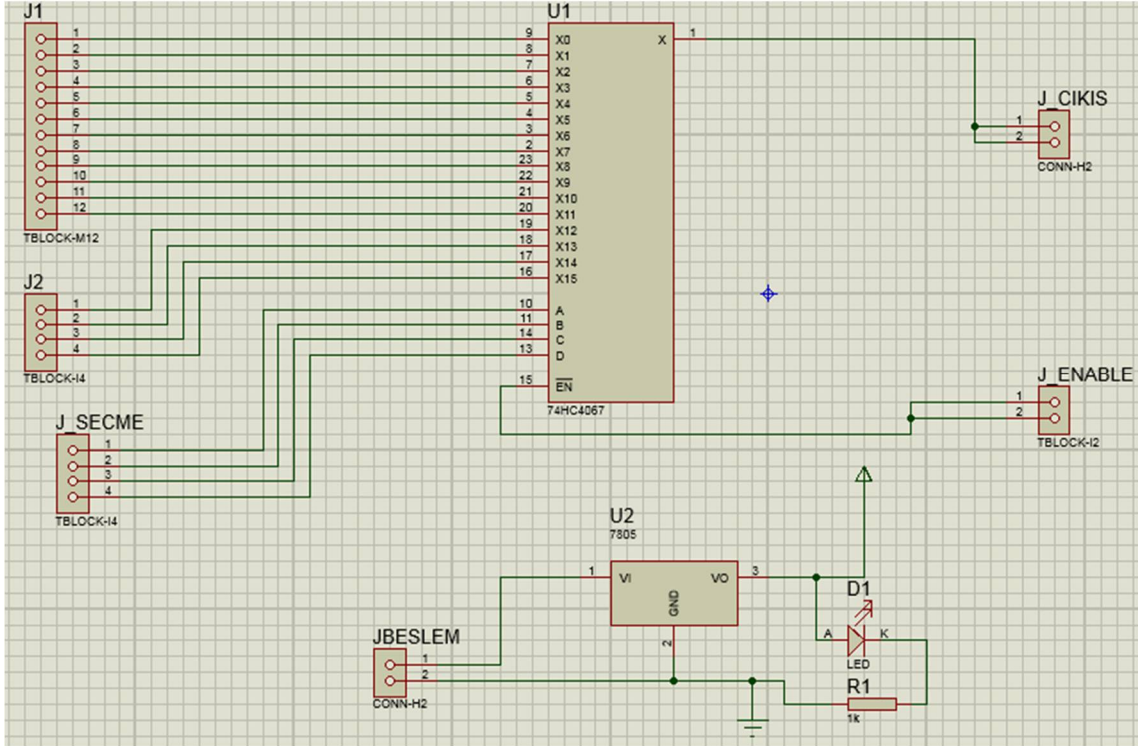 J1
1
2
3
4
5
6
7
8
9
10
11
12
TBLOCK-M12
J2
1
2
3
4
TBLOCK-I4
J_SECME
1
2
3
4
TBLOCK-I4
U1
9 X0 X 1
8 X1
7 X2
6 X3
5 X4
4 X5
3 X6
2 X7
23 X8
22 X9
21 X10
20 X11
19 X12
18 X13
17 X14
16 X15
10 A
11 B
14 C
13 D
15 EN
74HC4067
J_CIKIS
1
2
CONN-H2
J_ENABLE
1
2
TBLOCK-I2
U2
7805
1 VI VO 3
GND
2
D1
A K
LED
R1
1k
JBESLEM
1
2
CONN-H2